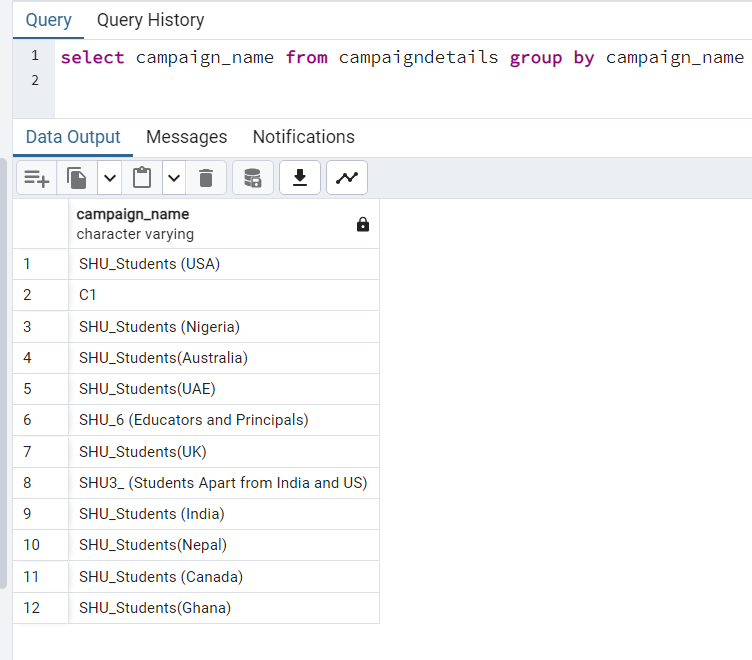 Query Query History
1 select campaign_name from campaigndetails group by campaign_name
2
Data Output Messages Notifications
campaign_name
character varying
1 SHU_Students (USA)
2 C1
3 SHU_Students (Nigeria)
4 SHU_Students(Australia)
5 SHU_Students(UAE)
6 SHU_6 (Educators and Principals)
7 SHU_Students(UK)
8 SHU3_ (Students Apart from India and US)
9 SHU_Students (India)
10 SHU_Students(Nepal)
11 SHU_Students (Canada)
12 SHU_Students(Ghana)